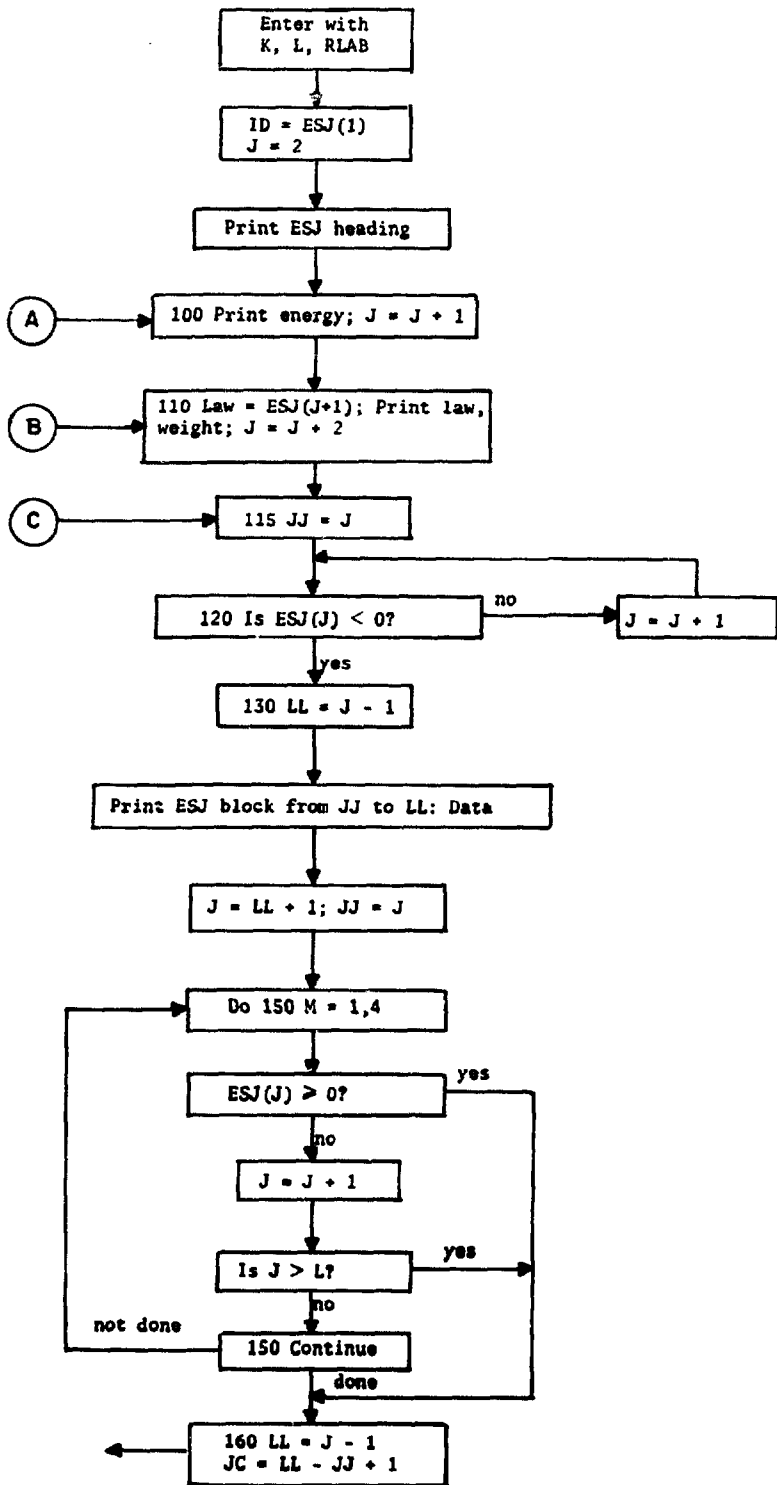 Enter with
K, L, RLAB
ID = ESJ(1)
J = 2
Print ESJ heading
A
100 Print energy; J = J + 1
B
110 Law = ESJ(J+1); Print law,
weight; J = J + 2
C
115 JJ = J
120 Is ESJ(J) < 0?
no
J = J + 1
yes
130 LL = J - 1
Print ESJ block from JJ to LL: Data
J = LL + 1; JJ = J
Do 150 M = 1,4
ESJ(J) ⩾ 0?
yes
no
J = J + 1
Is J > L?
yes
no
not done
150 Continue
done
160 LL = J - 1
JC = LL - JJ + 1